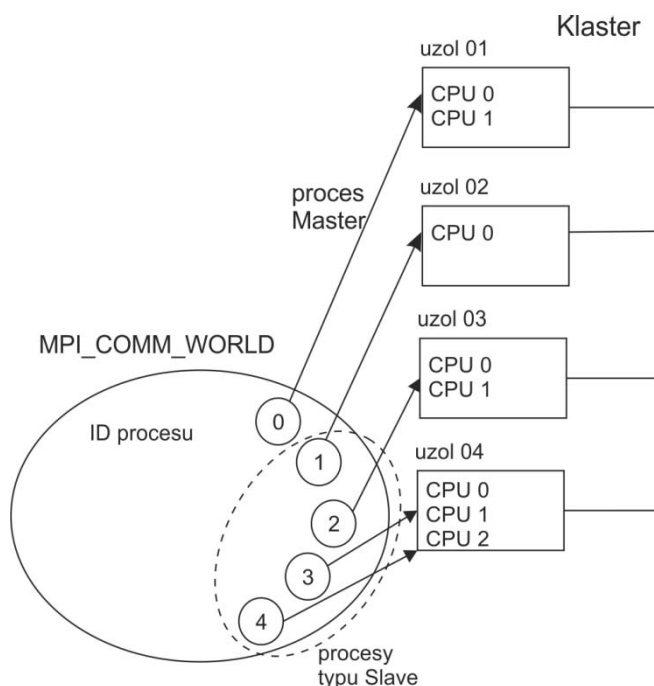 Klaster
uzol 01
CPU 0
CPU 1
uzol 02
CPU 0
proces
Master
uzol 03
CPU 0
CPU 1
MPI_COMM_WORLD
ID procesu
0
1
2
3
4
uzol 04
CPU 0
CPU 1
CPU 2
procesy
typu Slave